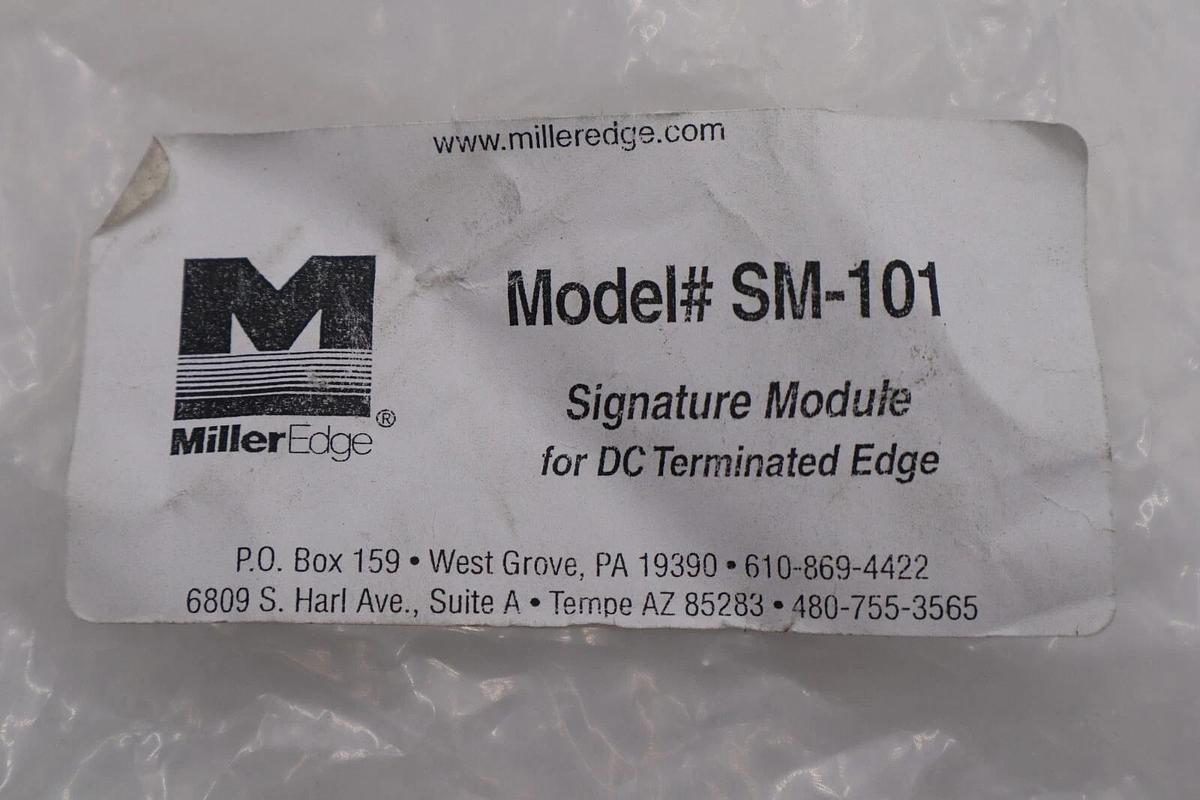 www.milleredge.com
Model# SM-101
Signature Module
for DC Terminated Edge
MillerEdge®
P.O. Box 159 • West Grove, PA 19390 • 610-869-4422
6809 S. Harl Ave., Suite A • Tempe AZ 85283 • 480-755-3565